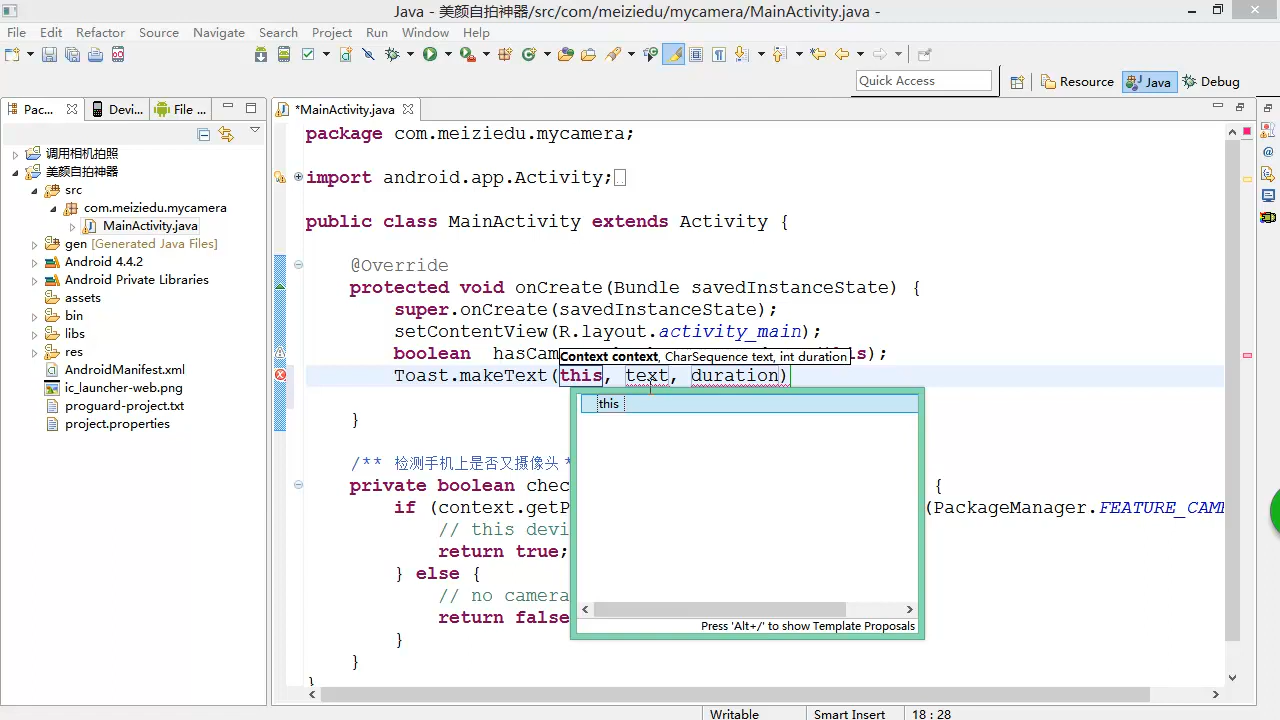 Java - 美颜自拍神器/src/com/meiziedu/mycamera/MainActivity.java -
File Edit Refactor Source Navigate Search Project Run Window Help
Quick Access
Resource Java Debug
Pac... Devi... File ...
*MainActivity.java
调用相机拍照
美颜自拍神器
src
com.meiziedu.mycamera
MainActivity.java
gen [Generated Java Files]
Android 4.4.2
Android Private Libraries
assets
bin
libs
res
AndroidManifest.xml
ic_launcher-web.png
proguard-project.txt
project.properties
package com.meiziedu.mycamera;
import android.app.Activity;
public class MainActivity extends Activity {
@Override
protected void onCreate(Bundle savedInstanceState) {
super.onCreate(savedInstanceState);
setContentView(R.layout.activity_main);
Context context, CharSequence text, int duration
boolean hasCam s);
Toast.makeText(this, text, duration)
this
}
/** 检测手机上是否又摄像头 *
private boolean chec {
if (context.getP (PackageManager.FEATURE_CAM
// this devi
return true;
} else {
// no camera
return false
}
}
}
Press 'Alt+/' to show Template Proposals
Writable Smart Insert 18 : 28